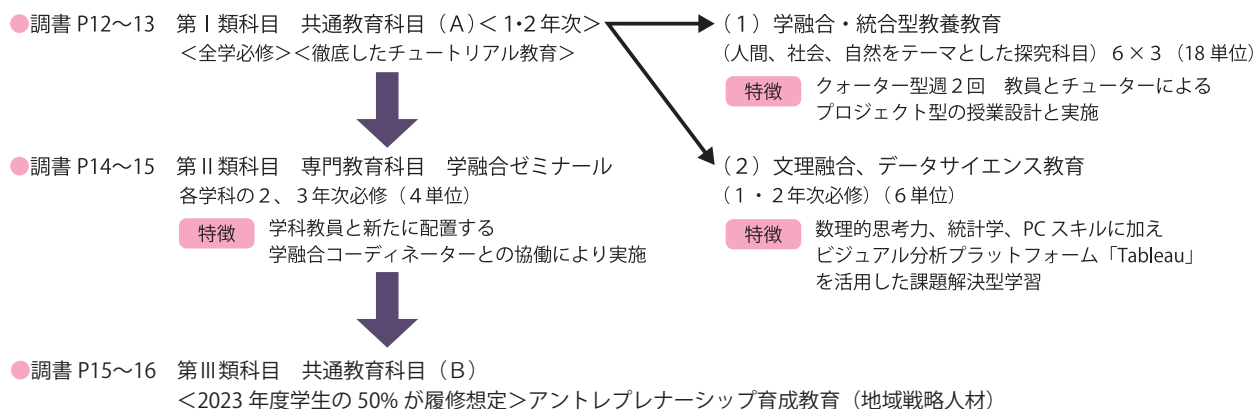 ●調書 P12～13　第Ⅰ類科目　共通教育科目（A）＜1・2年次＞
＜全学必修＞＜徹底したチュートリアル教育＞
（1）学融合・統合型教養教育
（人間、社会、自然をテーマとした探究科目）6×3（18単位）
特徴　クォーター型週2回　教員とチューターによる
プロジェクト型の授業設計と実施
●調書 P14～15　第Ⅱ類科目　専門教育科目　学融合ゼミナール
各学科の2、3年次必修（4単位）
特徴　学科教員と新たに配置する
学融合コーディネーターとの協働により実施
（2）文理融合、データサイエンス教育
（1・2年次必修）（6単位）
特徴　数理的思考力、統計学、PCスキルに加え
ビジュアル分析プラットフォーム「Tableau」
を活用した課題解決型学習
●調書 P15～16　第Ⅲ類科目　共通教育科目（B）
＜2023年度学生の50%が履修想定＞アントレプレナーシップ育成教育（地域戦略人材）